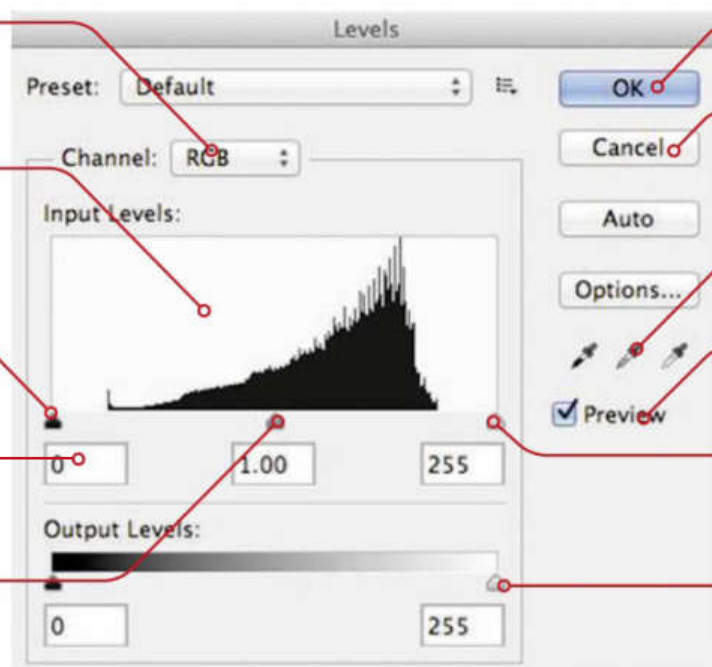 Levels
Preset: Default
OK
Channel: RGB
Cancel
Input Levels:
Auto
Options...
Preview
0 1.00 255
Output Levels:
0 255